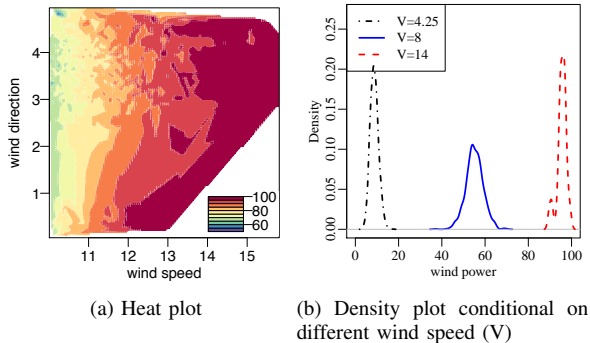 wind direction
4
3
2
1
11 12 13 14 15
wind speed
100
80
60
(a) Heat plot
Density
0.25
0.20
0.15
0.10
0.05
0.00
V=4.25
V=8
V=14
0 20 40 60 80 100
wind power
(b) Density plot conditional on
different wind speed (V)